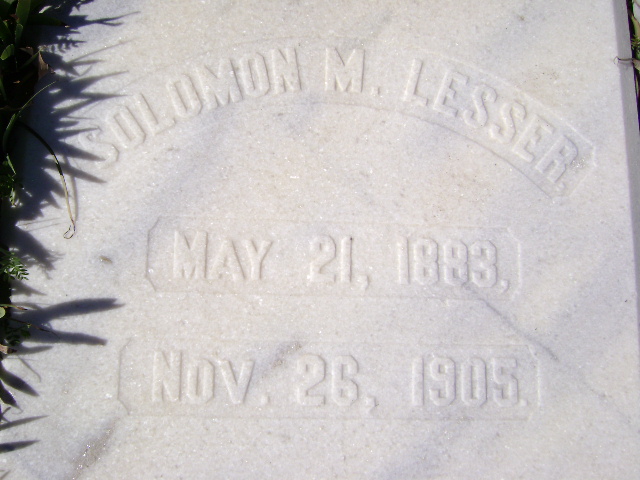 SOLOMON M. LESSER.
MAY 21, 1883,
NOV. 26, 1905.